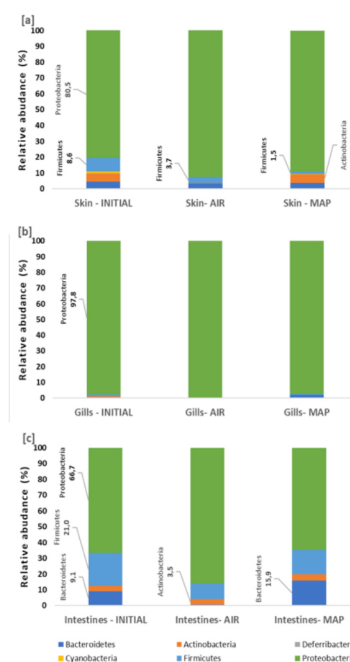 [a]
Relative abudance (%)
100
90
80
70
60
50
40
30
20
10
0
Proteobacteria
80,5
Firmicutes
8,6
Firmicutes
3,7
Firmicutes
1,5
Actinobacteria
Skin - INITIAL
Skin- AIR
Skin - MAP
[b]
Relative abudance (%)
100
90
80
70
60
50
40
30
20
10
0
Proteobacteria
97,8
Gills - INITIAL
Gills- AIR
Gills- MAP
[c]
Relative abudance (%)
100
90
80
70
60
50
40
30
20
10
0
Proteobacteria
66,7
Firmicutes
21,0
Bacteroidetes
9,1
Actinobacteria
3,5
Bacteroidetes
15,9
Intestines - INITIAL
Intestines- AIR
Intestines- MAP
Bacteroidetes
Actinobacteria
Deferribacter
Cyanobacteria
Firmicutes
Proteobacter